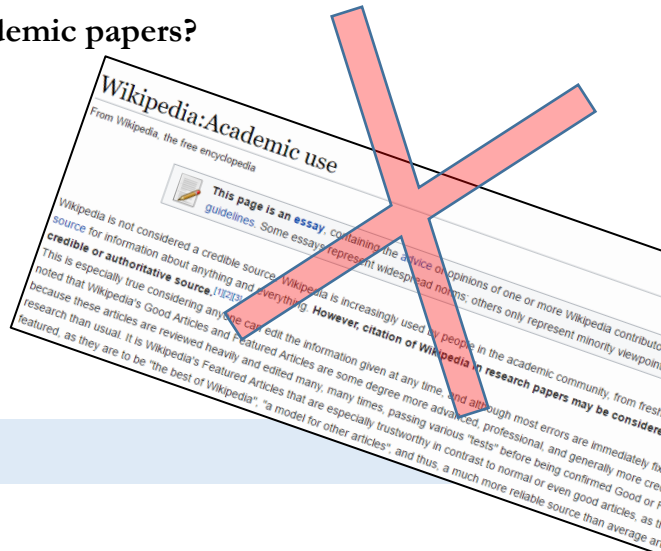 demic papers?
Wikipedia:Academic use
From Wikipedia, the free encyclopedia
This page is an essay, containing the advice or opinions of one or more Wikipedia contributo
guidelines. Some essays represent widespread norms; others only represent minority viewpoint
Wikipedia is not considered a credible source. Wikipedia is increasingly used by people in the academic community, from fresh
source for information about anything and everything. However, citation of Wikipedia in research papers may be considere
credible or authoritative source.[1][2][3]
This is especially true considering anyone can edit the information given at any time, and although most errors are immediately fix
noted that Wikipedia's Good Articles and Featured Articles are some degree more advanced, professional, and generally more cred
because these articles are reviewed heavily and edited many, many times, passing various "tests" before being confirmed Good or F
research than usual. It is Wikipedia's Featured Articles that are especially trustworthy in contrast to normal or even good articles, as th
featured, as they are to be "the best of Wikipedia", "a model for other articles", and thus, a much more reliable source than average art